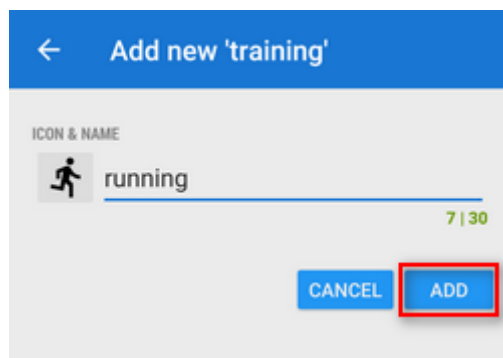 Add new 'training'
ICON & NAME
running
7 | 30
CANCEL ADD